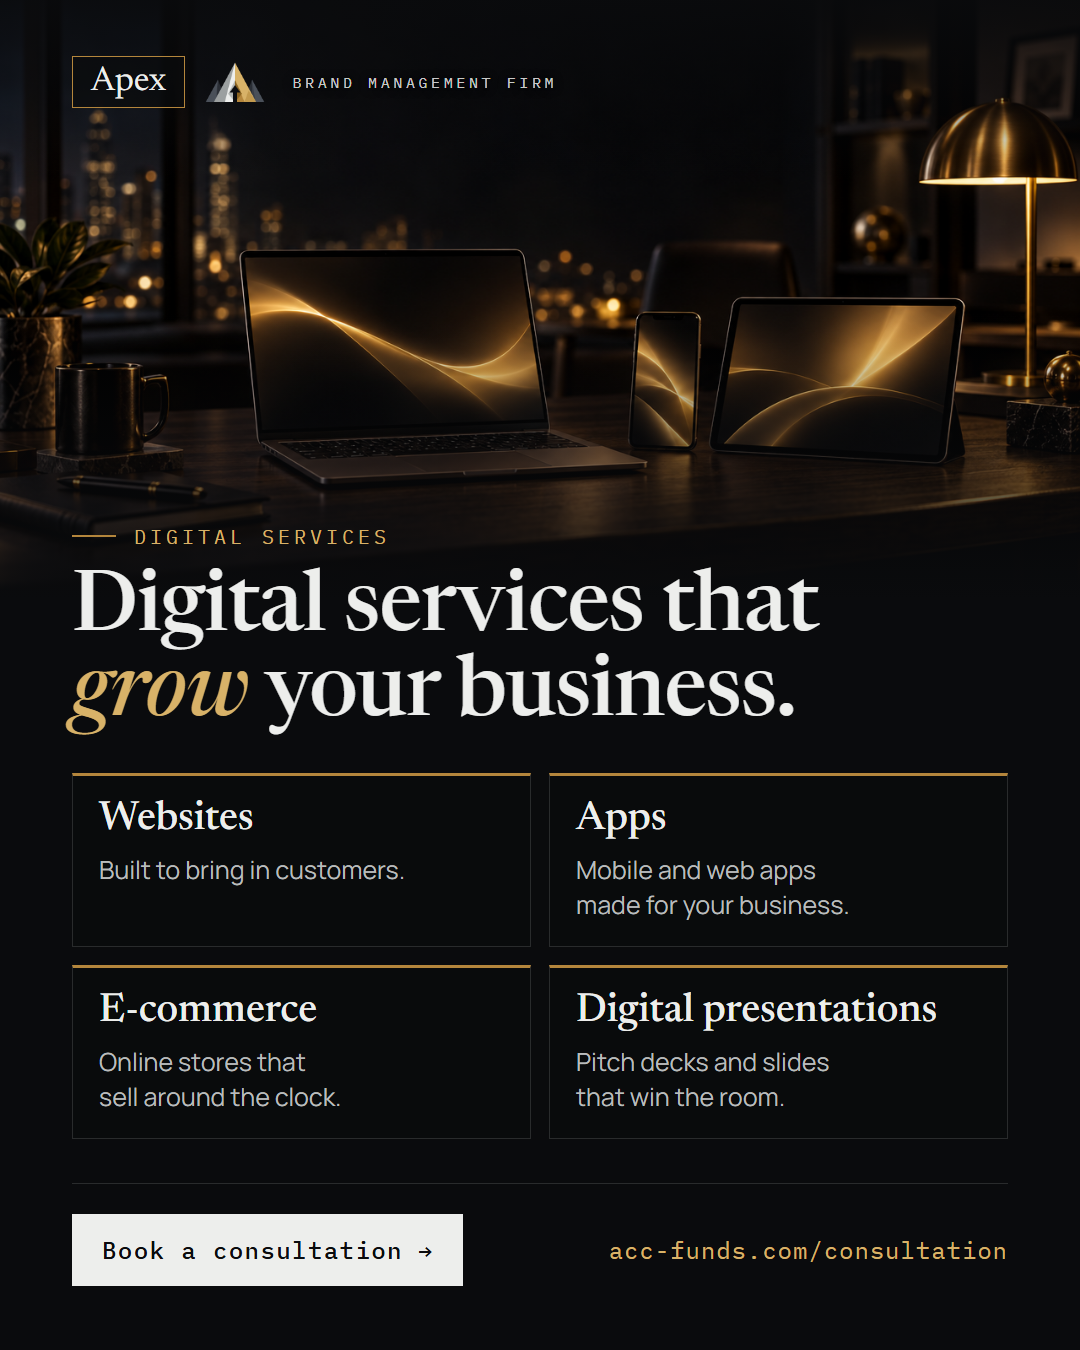 Apex
BRAND MANAGEMENT FIRM
DIGITAL SERVICES
Digital services that
grow your business.
Websites
Built to bring in customers.
Apps
Mobile and web apps
made for your business.
E-commerce
Online stores that
sell around the clock.
Digital presentations
Pitch decks and slides
that win the room.
Book a consultation →
acc-funds.com/consultation